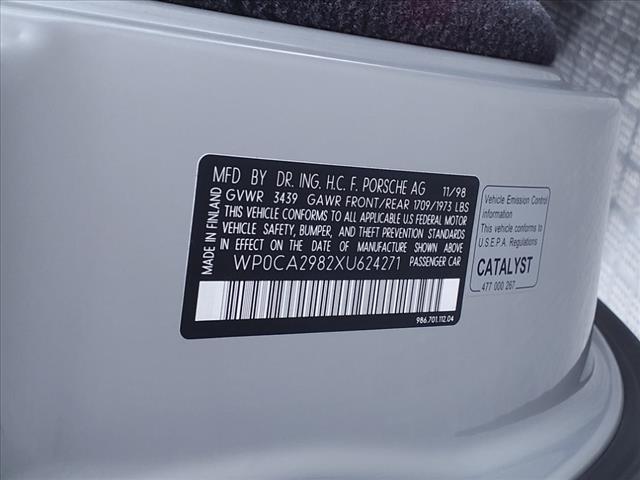 MADE IN FINLAND
MFD BY DR. ING. H.C. F. PORSCHE AG 11/98
GVWR 3439 GAWR FRONT/REAR 1709/1973 LBS
THIS VEHICLE CONFORMS TO ALL APPLICABLE US FEDERAL MOTOR
VEHICLE SAFETY, BUMPER, AND THEFT PREVENTION STANDARDS
IN EFFECT ON THE DATE OF MANUFACTURE SHOWN ABOVE
WP0CA2982XU624271 PASSENGER CAR
986.701.112.04
Vehicle Emission Control
information
This Vehicle conforms to
U.S.E.P.A. Regulations
CATALYST
477 000 267